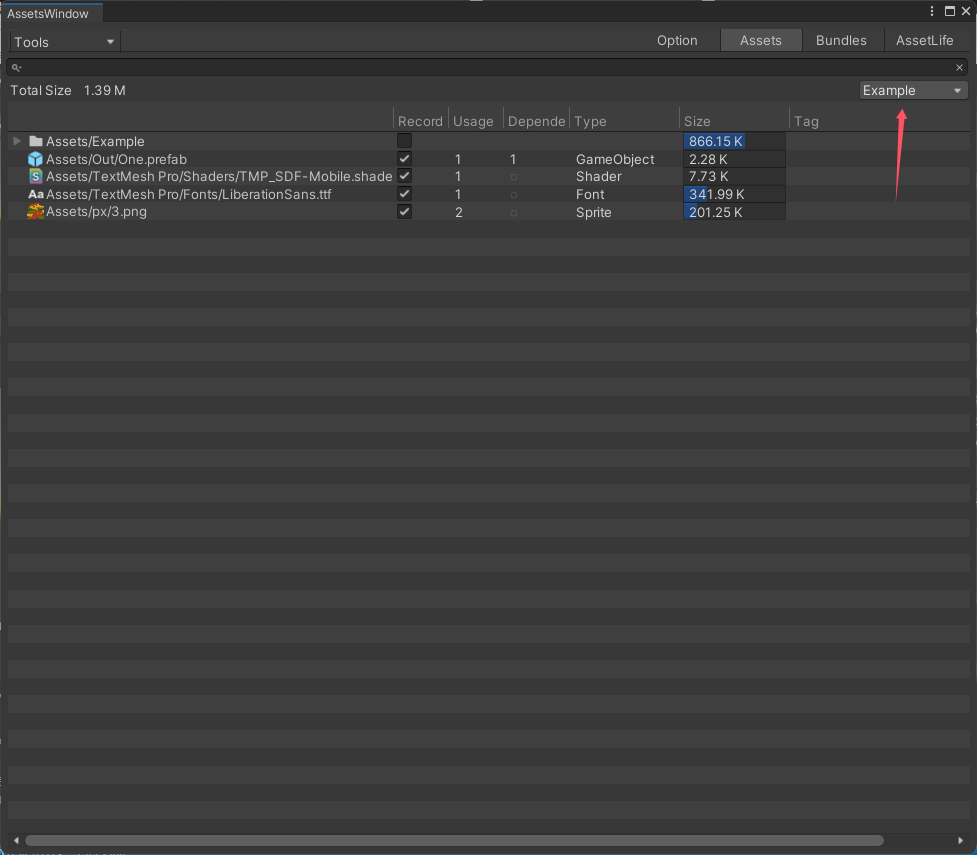 AssetsWindow
Tools Option Assets Bundles AssetLife
Total Size 1.39 M Example
Record Usage Depende Type Size Tag
Assets/Example 866.15 K
Assets/Out/One.prefab 1 1 GameObject 2.28 K
S Assets/TextMesh Pro/Shaders/TMP_SDF-Mobile.shade 1 Shader 7.73 K
Aa Assets/TextMesh Pro/Fonts/LiberationSans.ttf 1 Font 341.99 K
Assets/px/3.png 2 Sprite 201.25 K